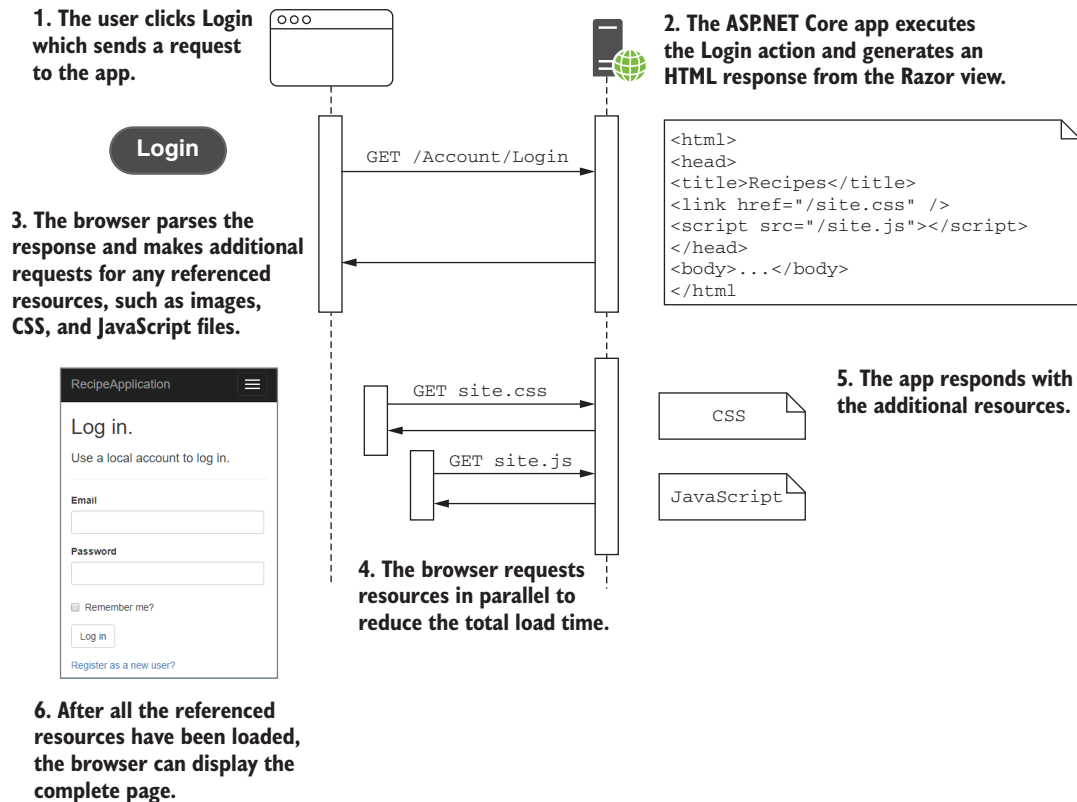 1. The user clicks Login
which sends a request
to the app.
2. The ASP.NET Core app executes
the Login action and generates an
HTML response from the Razor view.
Login
GET /Account/Login
<html>
<head>
<title>Recipes</title>
<link href="/site.css" />
<script src="/site.js"></script>
</head>
<body>...</body>
</html
3. The browser parses the
response and makes additional
requests for any referenced
resources, such as images,
CSS, and JavaScript files.
RecipeApplication
Log in.
Use a local account to log in.
Email
Password
Remember me?
Log in
Register as a new user?
GET site.css
CSS
GET site.js
JavaScript
5. The app responds with
the additional resources.
4. The browser requests
resources in parallel to
reduce the total load time.
6. After all the referenced
resources have been loaded,
the browser can display the
complete page.